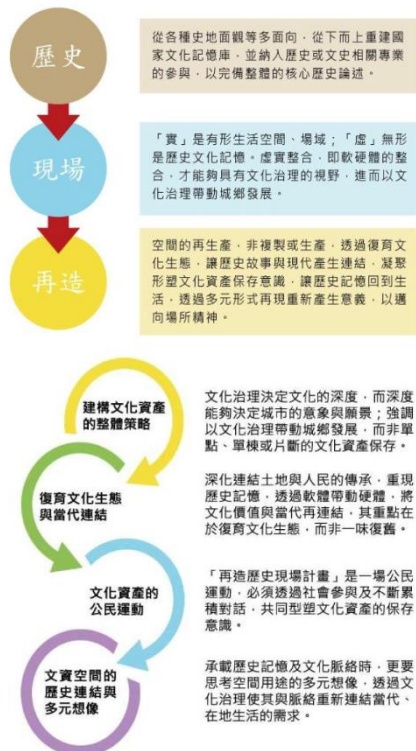 歷史
從各種史地面觀等多面向，從下而上重建國
家文化記憶庫，並納入歷史或文史相關專業
的參與，以完備整體的核心歷史論述。
現場
「實」是有形生活空間、場域；「虛」無形
是歷史文化記憶。虛實整合，即軟硬體的整
合，才能夠具有文化治理的視野，進而以文
化治理帶動城鄉發展。
再造
空間的再生產，非複製或生產，透過復育文
化生態，讓歷史故事與現代產生連結，凝聚
形塑文化資產保存意識，讓歷史記憶回到生
活，透過多元形式再現重新產生意義，以邁
向場所精神。
建構文化資產
的整體策略
文化治理決定文化的深度，而深度
能夠決定城市的意象與願景；強調
以文化治理帶動城鄉發展，而非單
點、單棟或片斷的文化資產保存。
復育文化生態
與當代連結
深化連結土地與人民的傳承，重現
歷史記憶，透過軟體帶動硬體，將
文化價值與當代再連結，其重點在
於復育文化生態，而非一味復舊。
文化資產的
公民運動
「再造歷史現場計畫」是一場公民
運動，必須透過社會參與及不斷累
積對話，共同型塑文化資產的保存
意識。
文資空間的
歷史連結與
多元想像
承載歷史記憶及文化脈絡時，更要
思考空間用途的多元想像，透過文
化治理使其與脈絡重新連結當代、
在地生活的需求。